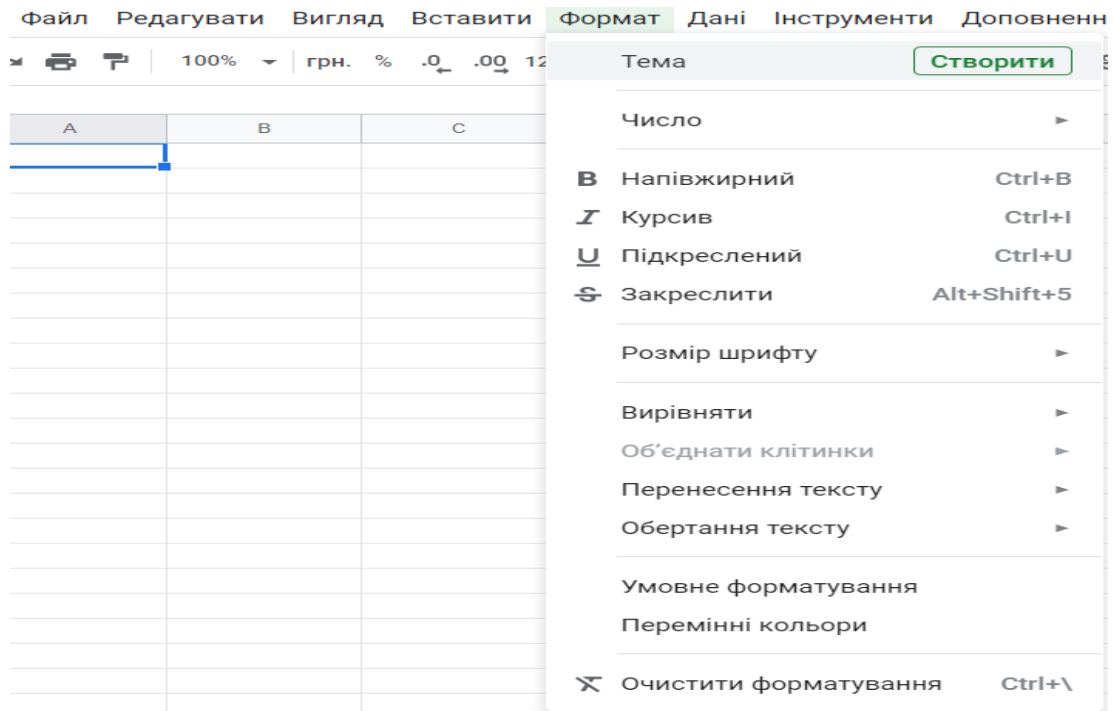 Файл Редагувати Вигляд Вставити Формат Дані Інструменти
100% грн. % .0 .00
A B C
Тема Створити
Число
B Напівжирний Ctrl+B
I Курсив Ctrl+I
U Підкреслений Ctrl+U
S Закреслити Alt+Shift+5
Розмір шрифту
Вирівняти
Об’єднати клітинки
Перенесення тексту
Обертання тексту
Умовне форматування
Перемінні кольори
Очистити форматування Ctrl+\